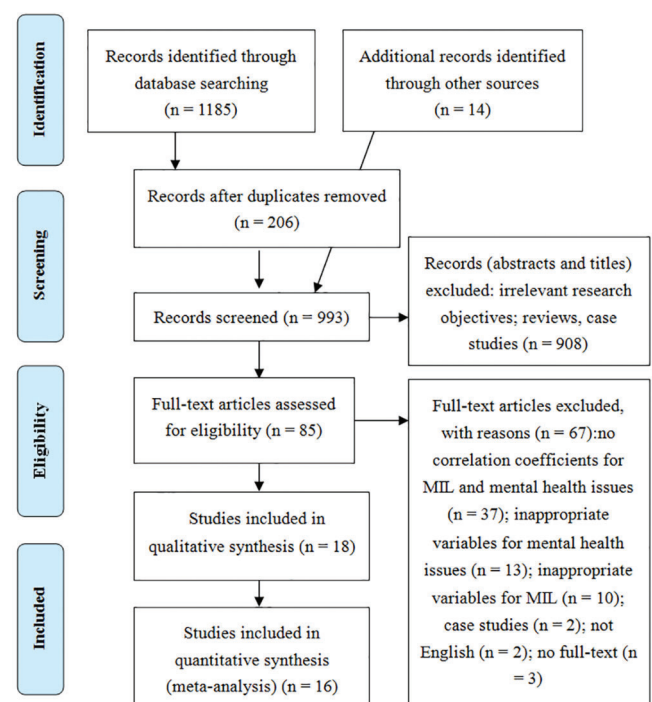 Identification
Records identified through
database searching
(n = 1185)
Additional records identified
through other sources
(n = 14)
Records after duplicates removed
(n = 206)
Screening
Records screened (n = 993)
Records (abstracts and titles)
excluded: irrelevant research
objectives; reviews, case
studies (n = 908)
Eligibility
Full-text articles assessed
for eligibility (n = 85)
Full-text articles excluded,
with reasons (n = 67):no
correlation coefficients for
MIL and mental health issues
(n = 37); inappropriate
variables for mental health
issues (n = 13); inappropriate
variables for MIL (n = 10);
case studies (n = 2); not
English (n = 2); no full-text (n
= 3)
Studies included in
qualitative synthesis (n = 18)
Included
Studies included in
quantitative synthesis
(meta-analysis) (n = 16)